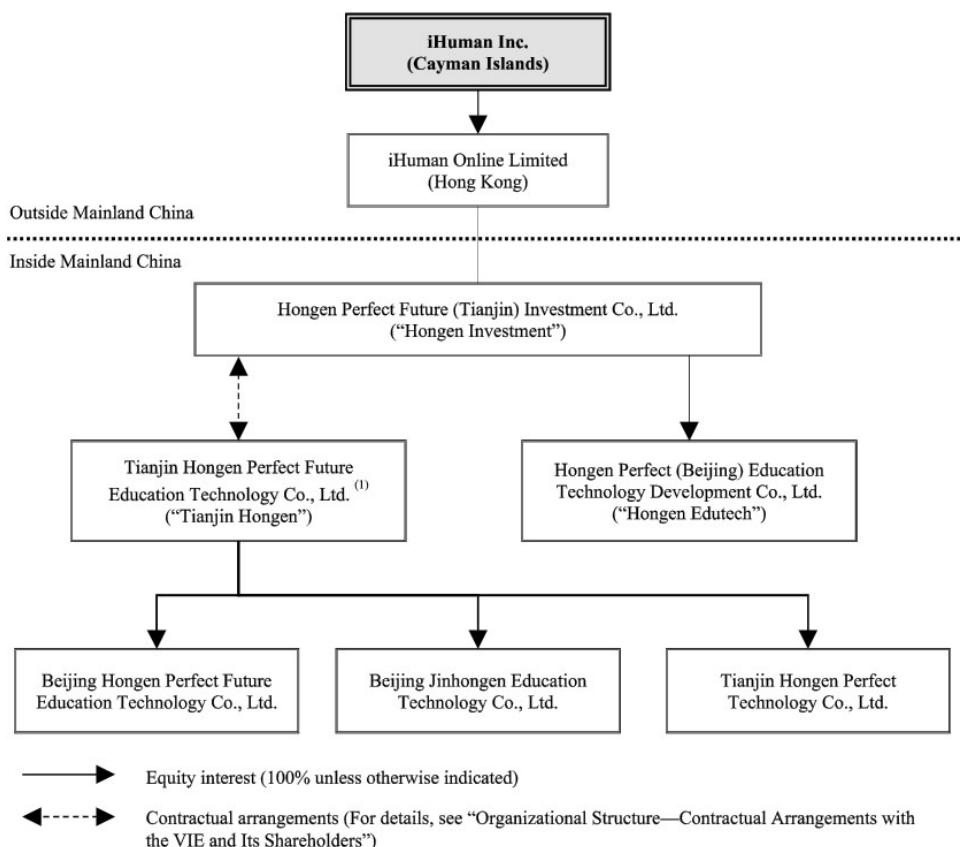 iHuman Inc.
(Cayman Islands)
iHuman Online Limited
(Hong Kong)
Outside Mainland China
Inside Mainland China
Hongen Perfect Future (Tianjin) Investment Co., Ltd.
(“Hongen Investment”)
Tianjin Hongen Perfect Future
Education Technology Co., Ltd. (1)
(“Tianjin Hongen”)
Hongen Perfect (Beijing) Education
Technology Development Co., Ltd.
(“Hongen Edutech”)
Beijing Hongen Perfect Future
Education Technology Co., Ltd.
Beijing Jinhongen Education
Technology Co., Ltd.
Tianjin Hongen Perfect
Technology Co., Ltd.
Equity interest (100% unless otherwise indicated)
Contractual arrangements (For details, see “Organizational Structure—Contractual Arrangements with
the VIE and Its Shareholders”)